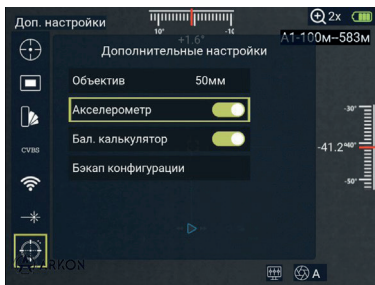 Доп. настройки
2x
10° -10
+1.6°
A1-100м--583м
Дополнительные настройки
Объектив 50мм
Акселерометр
Бал. калькулятор
Бэкап конфигурации
CVBS
-30°
-41.2° -40°
-50°
ARKON
A